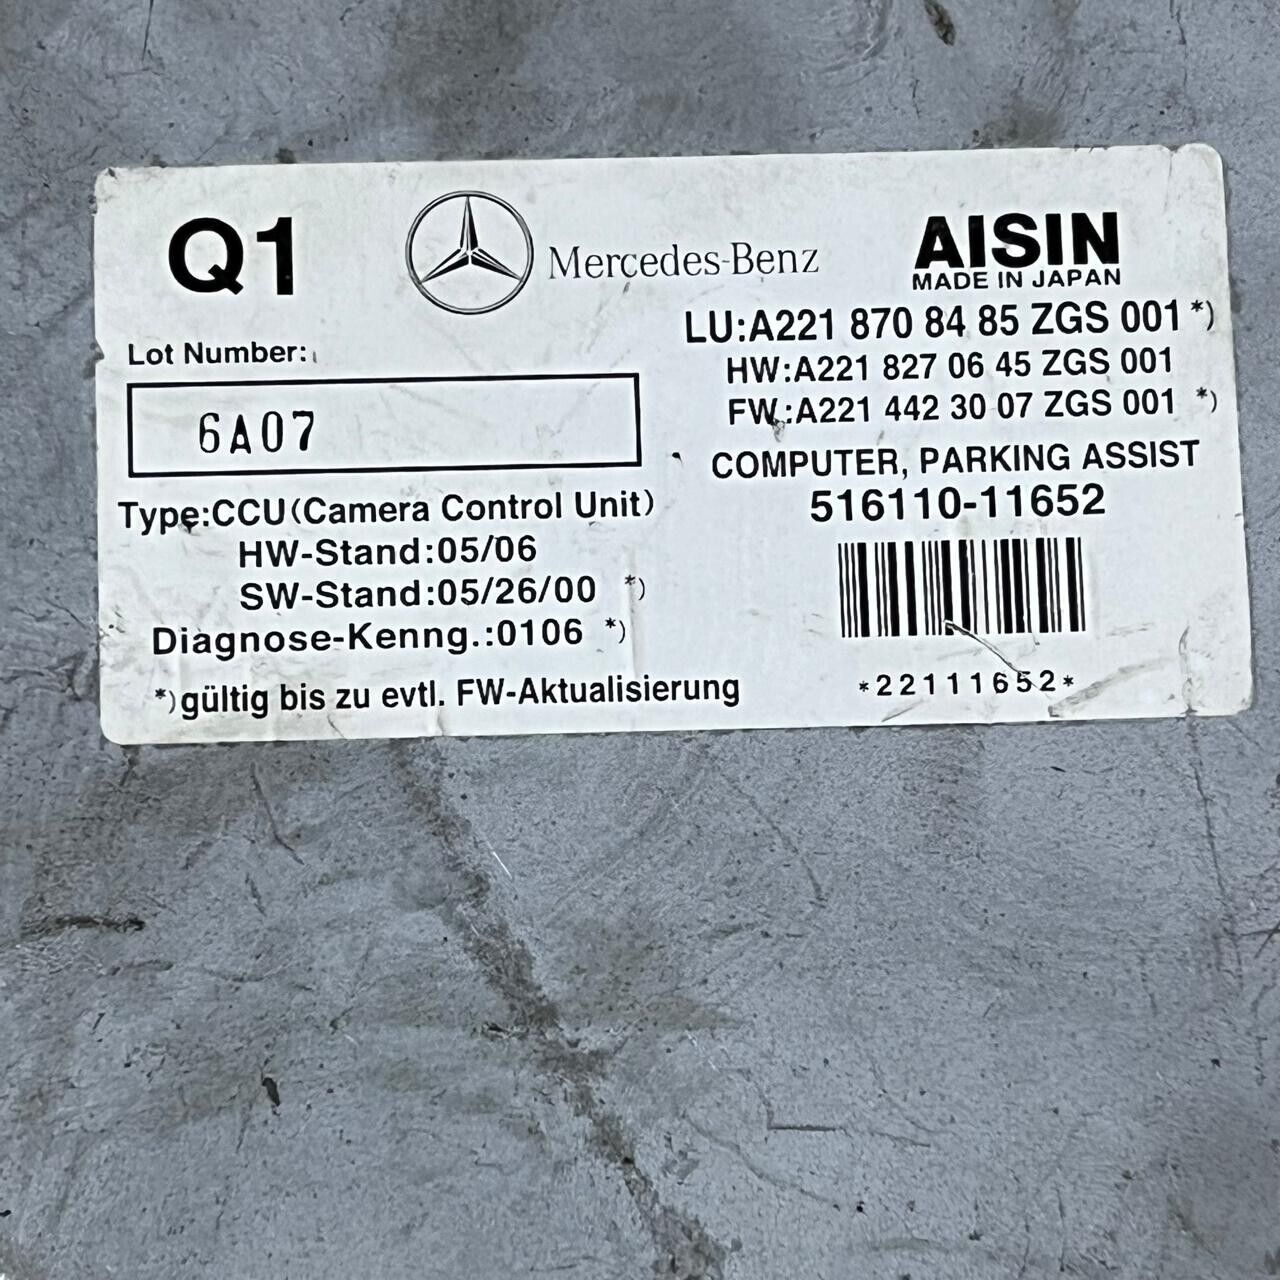 Q1
Mercedes-Benz
AISIN
MADE IN JAPAN
Lot Number:
6A07
LU:A221 870 84 85 ZGS 001 *)
HW:A221 827 06 45 ZGS 001
FW.:A221 442 30 07 ZGS 001 *)
COMPUTER, PARKING ASSIST
516110-11652
Type:CCU(Camera Control Unit)
HW-Stand:05/06
SW-Stand:05/26/00 *)
Diagnose-Kenng.:0106 *)
*)gültig bis zu evtl. FW-Aktualisierung
*22111652*